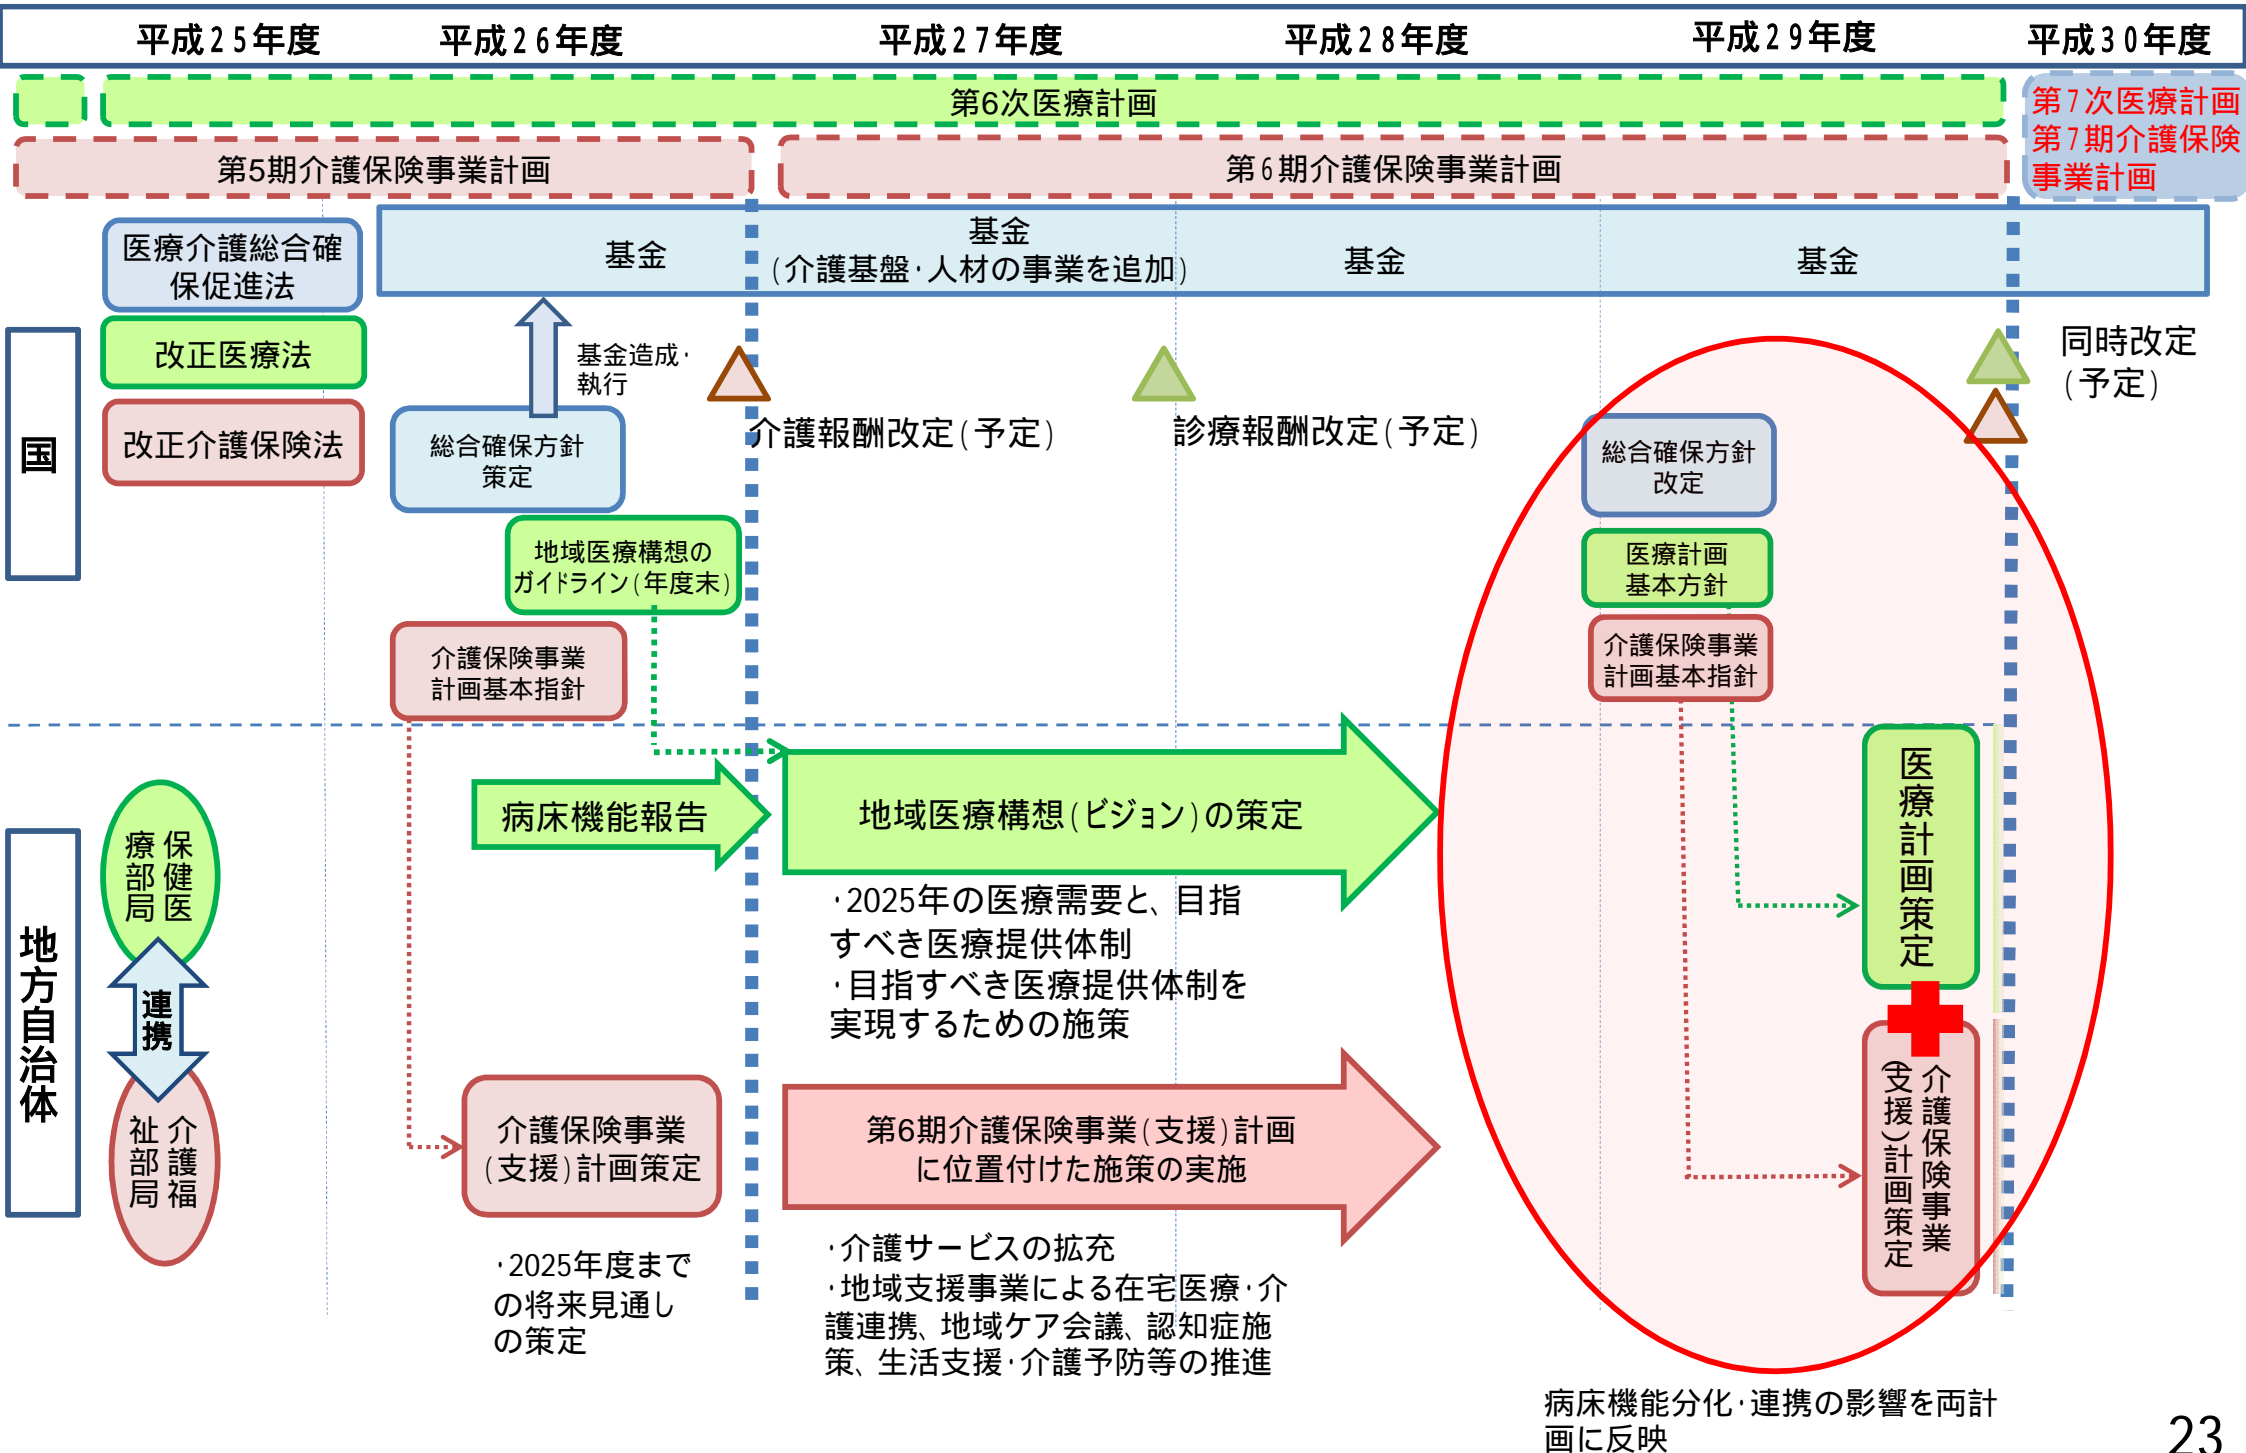 平成25年度
平成26年度
平成27年度
平成28年度
平成29年度
平成30年度
第6次医療計画
第7次医療計画
第7期介護保険
事業計画
第5期介護保険事業計画
第6期介護保険事業計画
医療介護総合確
保促進法
基金
基金
(介護基盤・人材の事業を追加)
基金
基金
国
改正医療法
改正介護保険法
基金造成・
執行
介護報酬改定(予定)
診療報酬改定(予定)
同時改定
(予定)
総合確保方針
策定
総合確保方針
改定
地域医療構想の
ガイドライン(年度末)
医療計画
基本方針
介護保険事業
計画基本指針
介護保険事業
計画基本指針
地方自治体
保健医
療部局
連携
介護福
祉部局
病床機能報告
地域医療構想(ビジョン)の策定
・2025年の医療需要と、目指
すべき医療提供体制
・目指すべき医療提供体制を
実現するための施策
医療計画策定
介護保険事業
(支援)計画策定
第6期介護保険事業(支援)計画
に位置付けた施策の実施
介護保険事業
(支援)計画策定
・2025年度まで
の将来見通し
の策定
・介護サービスの拡充
・地域支援事業による在宅医療・介
護連携、地域ケア会議、認知症施
策、生活支援・介護予防等の推進
病床機能分化・連携の影響を両計
画に反映
23